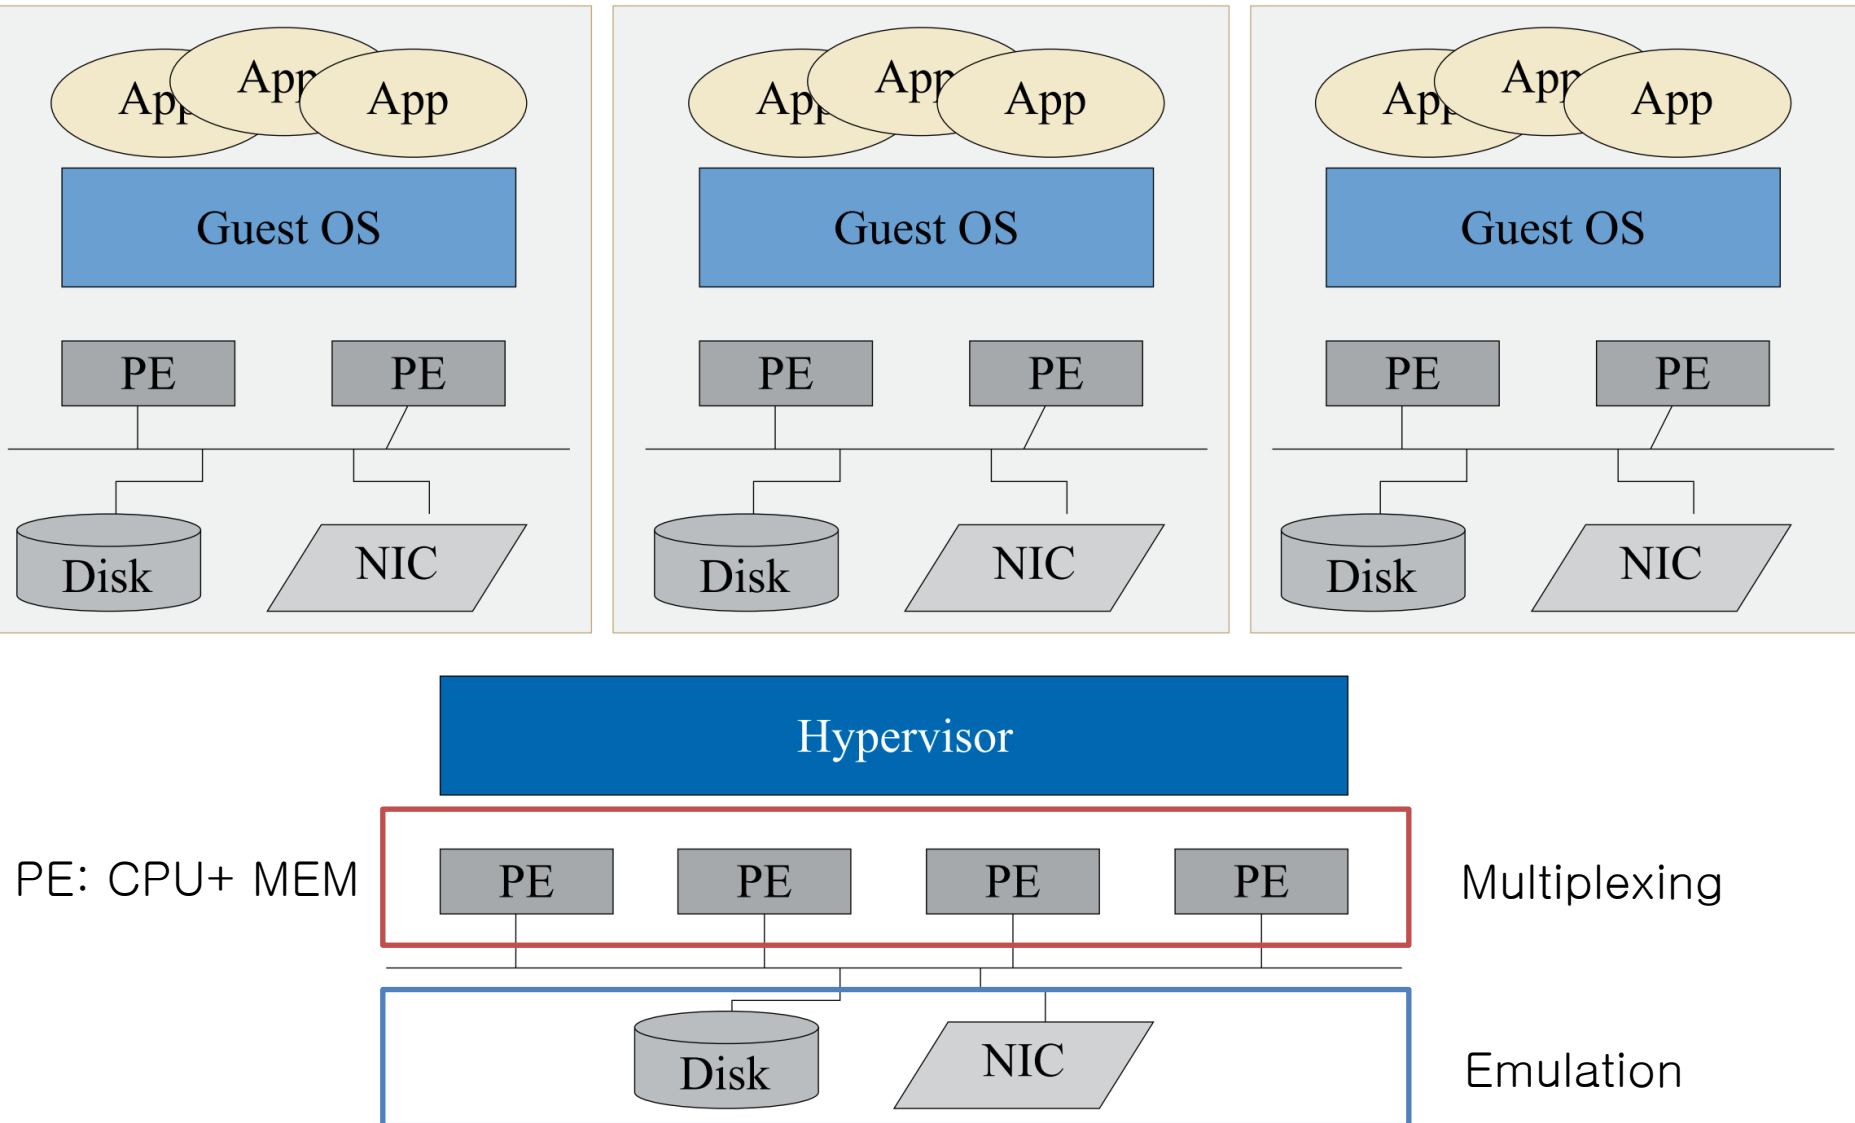 App App App
App App App
App App App
Guest OS
Guest OS
Guest OS
PE PE
PE PE
PE PE
Disk NIC
Disk NIC
Disk NIC
Hypervisor
PE: CPU+ MEM
PE PE PE PE
Multiplexing
Disk NIC
Emulation